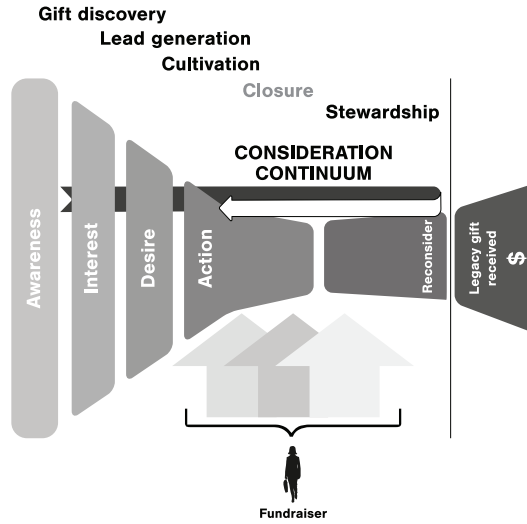 Gift discovery
Lead generation
Cultivation
Closure
Stewardship
CONSIDERATION
CONTINUUM
Awareness
Interest
Desire
Action
Reconsider
Legacy gift
received
$
Fundraiser